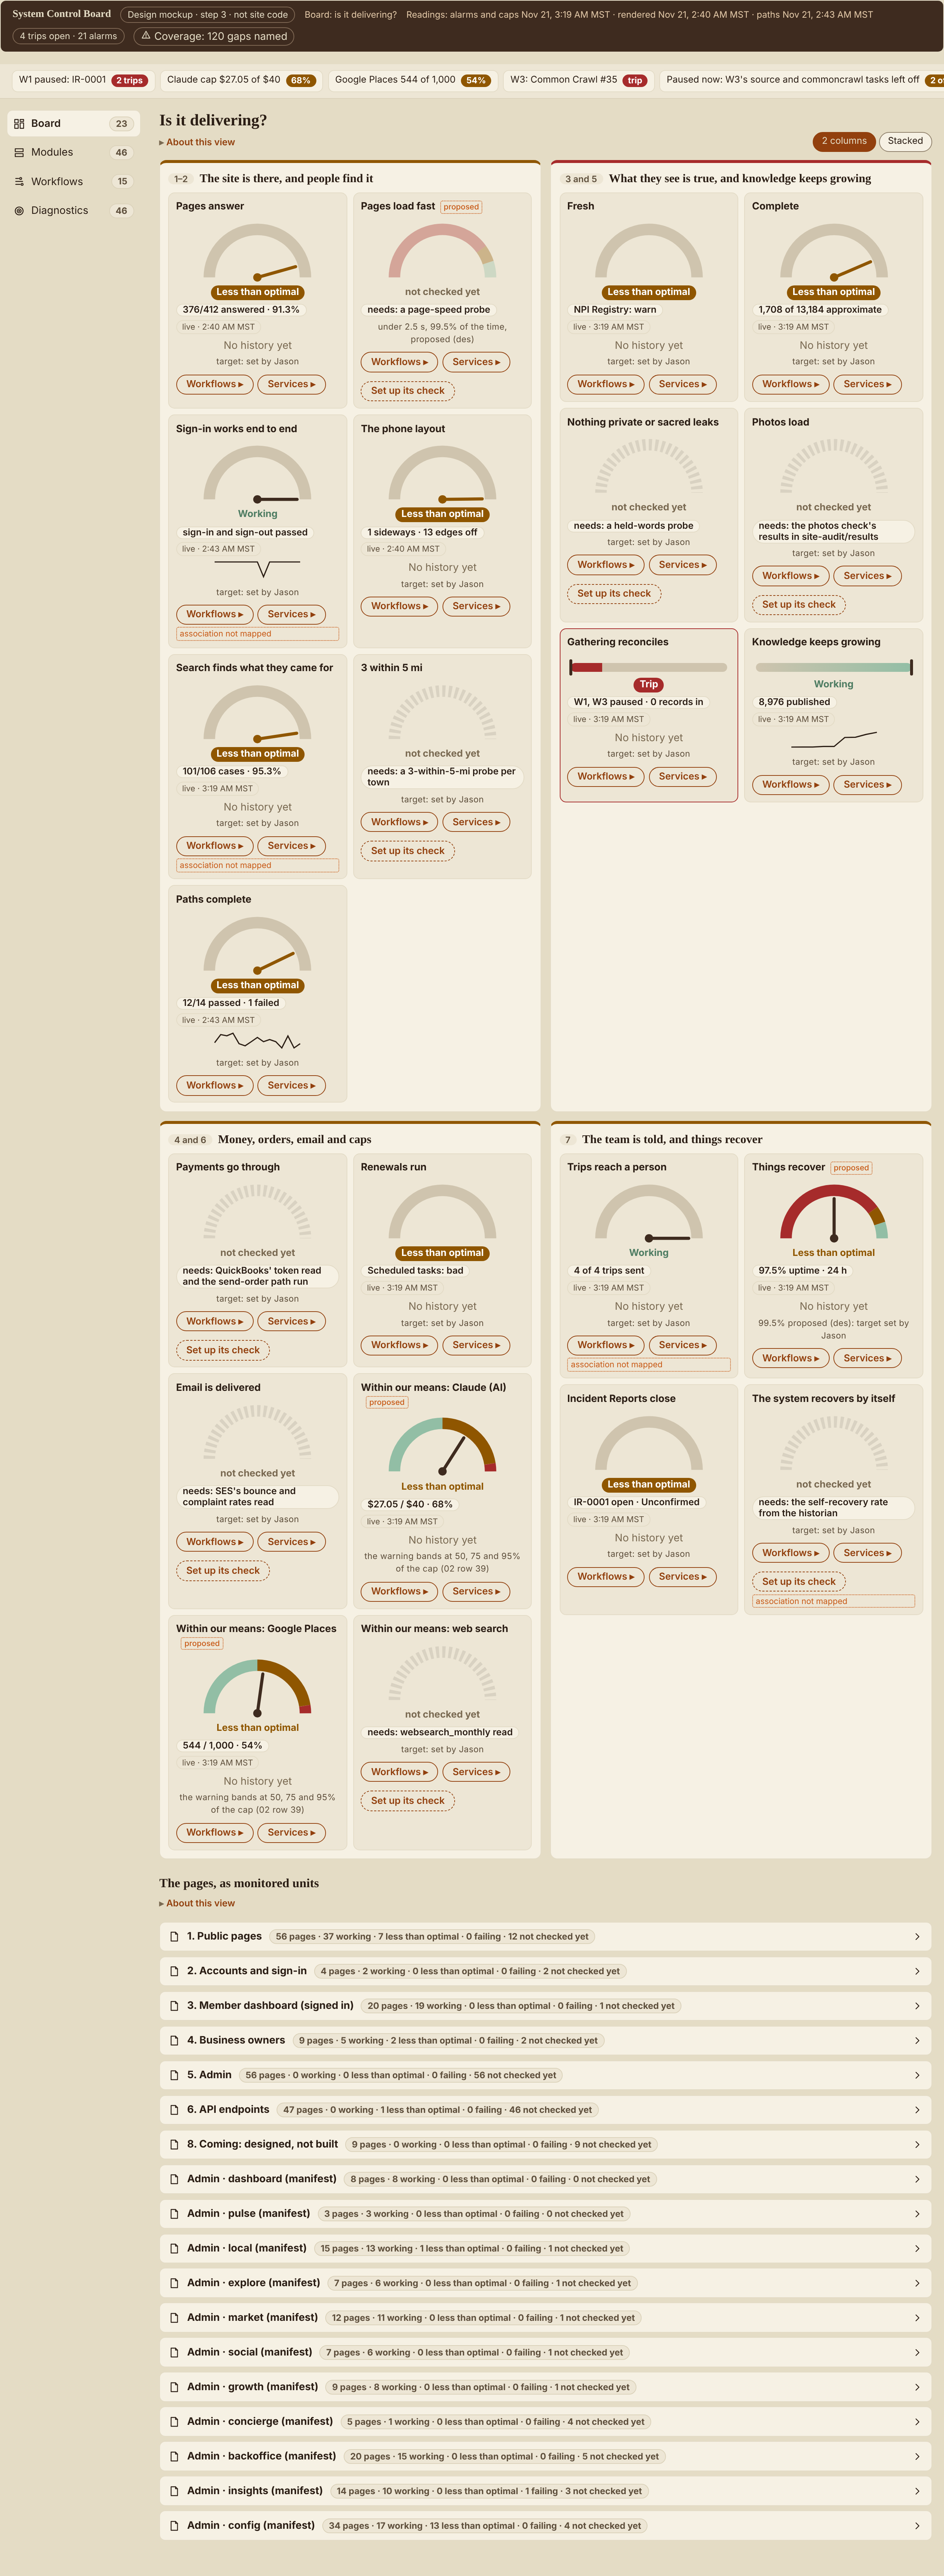 System Control Board
Design mockup · step 3 · not site code
Board: is it delivering?
Readings: alarms and caps Nov 21, 3:19 AM MST · rendered Nov 21, 2:40 AM MST · paths Nov 21, 2:43 AM MST
4 trips open · 21 alarms
⚠ Coverage: 120 gaps named
W1 paused: IR-0001 2 trips
Claude cap $27.05 of $40 68%
Google Places 544 of 1,000 54%
W3: Common Crawl #35 trip
Paused now: W3's source and commoncrawl tasks left off
Board 23
Modules 46
Workflows 15
Diagnostics 46
Is it delivering?
▸ About this view
2 columns
Stacked
1–2 The site is there, and people find it
Pages answer
Less than optimal
376/412 answered · 91.3%
live · 2:40 AM MST
No history yet
target: set by Jason
Workflows ▸ Services ▸
Pages load fast proposed
not checked yet
needs: a page-speed probe
under 2.5 s, 99.5% of the time,
proposed (des)
Workflows ▸ Services ▸
Set up its check
Sign-in works end to end
Working
sign-in and sign-out passed
live · 2:43 AM MST
target: set by Jason
Workflows ▸ Services ▸
association not mapped
The phone layout
Less than optimal
1 sideways · 13 edges off
live · 2:40 AM MST
No history yet
target: set by Jason
Workflows ▸ Services ▸
Search finds what they came for
Less than optimal
101/106 cases · 95.3%
live · 3:19 AM MST
No history yet
target: set by Jason
Workflows ▸ Services ▸
association not mapped
3 within 5 mi
not checked yet
needs: a 3-within-5-mi probe per
town
target: set by Jason
Workflows ▸ Services ▸
Set up its check
Paths complete
Less than optimal
12/14 passed · 1 failed
live · 2:43 AM MST
target: set by Jason
Workflows ▸ Services ▸
3 and 5 What they see is true, and knowledge keeps growing
Fresh
Less than optimal
NPI Registry: warn
live · 3:19 AM MST
No history yet
target: set by Jason
Workflows ▸ Services ▸
Complete
Less than optimal
1,708 of 13,184 approximate
live · 3:19 AM MST
No history yet
target: set by Jason
Workflows ▸ Services ▸
Nothing private or sacred leaks
not checked yet
needs: a held-words probe
target: set by Jason
Workflows ▸ Services ▸
Set up its check
Photos load
not checked yet
needs: the photos check's
results in site-audit/results
target: set by Jason
Workflows ▸ Services ▸
Set up its check
Gathering reconciles
Trip
W1, W3 paused · 0 records in
live · 3:19 AM MST
No history yet
target: set by Jason
Workflows ▸ Services ▸
Knowledge keeps growing
Working
8,976 published
live · 3:19 AM MST
target: set by Jason
Workflows ▸ Services ▸
4 and 6 Money, orders, email and caps
Payments go through
not checked yet
needs: QuickBooks' token read
and the send-order path run
target: set by Jason
Workflows ▸ Services ▸
Set up its check
Renewals run
Less than optimal
Scheduled tasks: bad
live · 3:19 AM MST
No history yet
target: set by Jason
Workflows ▸ Services ▸
Email is delivered
not checked yet
needs: SES's bounce and
complaint rates read
target: set by Jason
Workflows ▸ Services ▸
Set up its check
Within our means: Claude (AI)
proposed
Less than optimal
$27.05 / $40 · 68%
live · 3:19 AM MST
No history yet
the warning bands at 50, 75 and 95%
of the cap (02 row 39)
Workflows ▸ Services ▸
Within our means: Google Places
proposed
Less than optimal
544 / 1,000 · 54%
live · 3:19 AM MST
No history yet
the warning bands at 50, 75 and 95%
of the cap (02 row 39)
Workflows ▸ Services ▸
Within our means: web search
not checked yet
needs: websearch_monthly read
target: set by Jason
Workflows ▸ Services ▸
Set up its check
7 The team is told, and things recover
Trips reach a person
Working
4 of 4 trips sent
live · 3:19 AM MST
No history yet
target: set by Jason
Workflows ▸ Services ▸
association not mapped
Things recover proposed
Less than optimal
97.5% uptime · 24 h
live · 3:19 AM MST
No history yet
99.5% proposed (des): target set by
Jason
Workflows ▸ Services ▸
Incident Reports close
Less than optimal
IR-0001 open · Unconfirmed
live · 3:19 AM MST
No history yet
target: set by Jason
Workflows ▸ Services ▸
The system recovers by itself
not checked yet
needs: the self-recovery rate
from the historian
target: set by Jason
Workflows ▸ Services ▸
Set up its check
association not mapped
The pages, as monitored units
▸ About this view
1. Public pages 56 pages · 37 working · 7 less than optimal · 0 failing · 12 not checked yet
2. Accounts and sign-in 4 pages · 2 working · 0 less than optimal · 0 failing · 2 not checked yet
3. Member dashboard (signed in) 20 pages · 19 working · 0 less than optimal · 0 failing · 1 not checked yet
4. Business owners 9 pages · 5 working · 2 less than optimal · 0 failing · 2 not checked yet
5. Admin 56 pages · 0 working · 0 less than optimal · 0 failing · 56 not checked yet
6. API endpoints 47 pages · 0 working · 1 less than optimal · 0 failing · 46 not checked yet
8. Coming: designed, not built 9 pages · 0 working · 0 less than optimal · 0 failing · 9 not checked yet
Admin · dashboard (manifest) 8 pages · 8 working · 0 less than optimal · 0 failing · 0 not checked yet
Admin · pulse (manifest) 3 pages · 3 working · 0 less than optimal · 0 failing · 0 not checked yet
Admin · local (manifest) 15 pages · 13 working · 1 less than optimal · 0 failing · 1 not checked yet
Admin · explore (manifest) 7 pages · 6 working · 0 less than optimal · 0 failing · 1 not checked yet
Admin · market (manifest) 12 pages · 11 working · 0 less than optimal · 0 failing · 1 not checked yet
Admin · social (manifest) 7 pages · 6 working · 0 less than optimal · 0 failing · 1 not checked yet
Admin · growth (manifest) 9 pages · 8 working · 0 less than optimal · 0 failing · 1 not checked yet
Admin · concierge (manifest) 5 pages · 1 working · 0 less than optimal · 0 failing · 4 not checked yet
Admin · backoffice (manifest) 20 pages · 15 working · 0 less than optimal · 0 failing · 5 not checked yet
Admin · insights (manifest) 14 pages · 10 working · 0 less than optimal · 1 failing · 3 not checked yet
Admin · config (manifest) 34 pages · 17 working · 13 less than optimal · 0 failing · 4 not checked yet